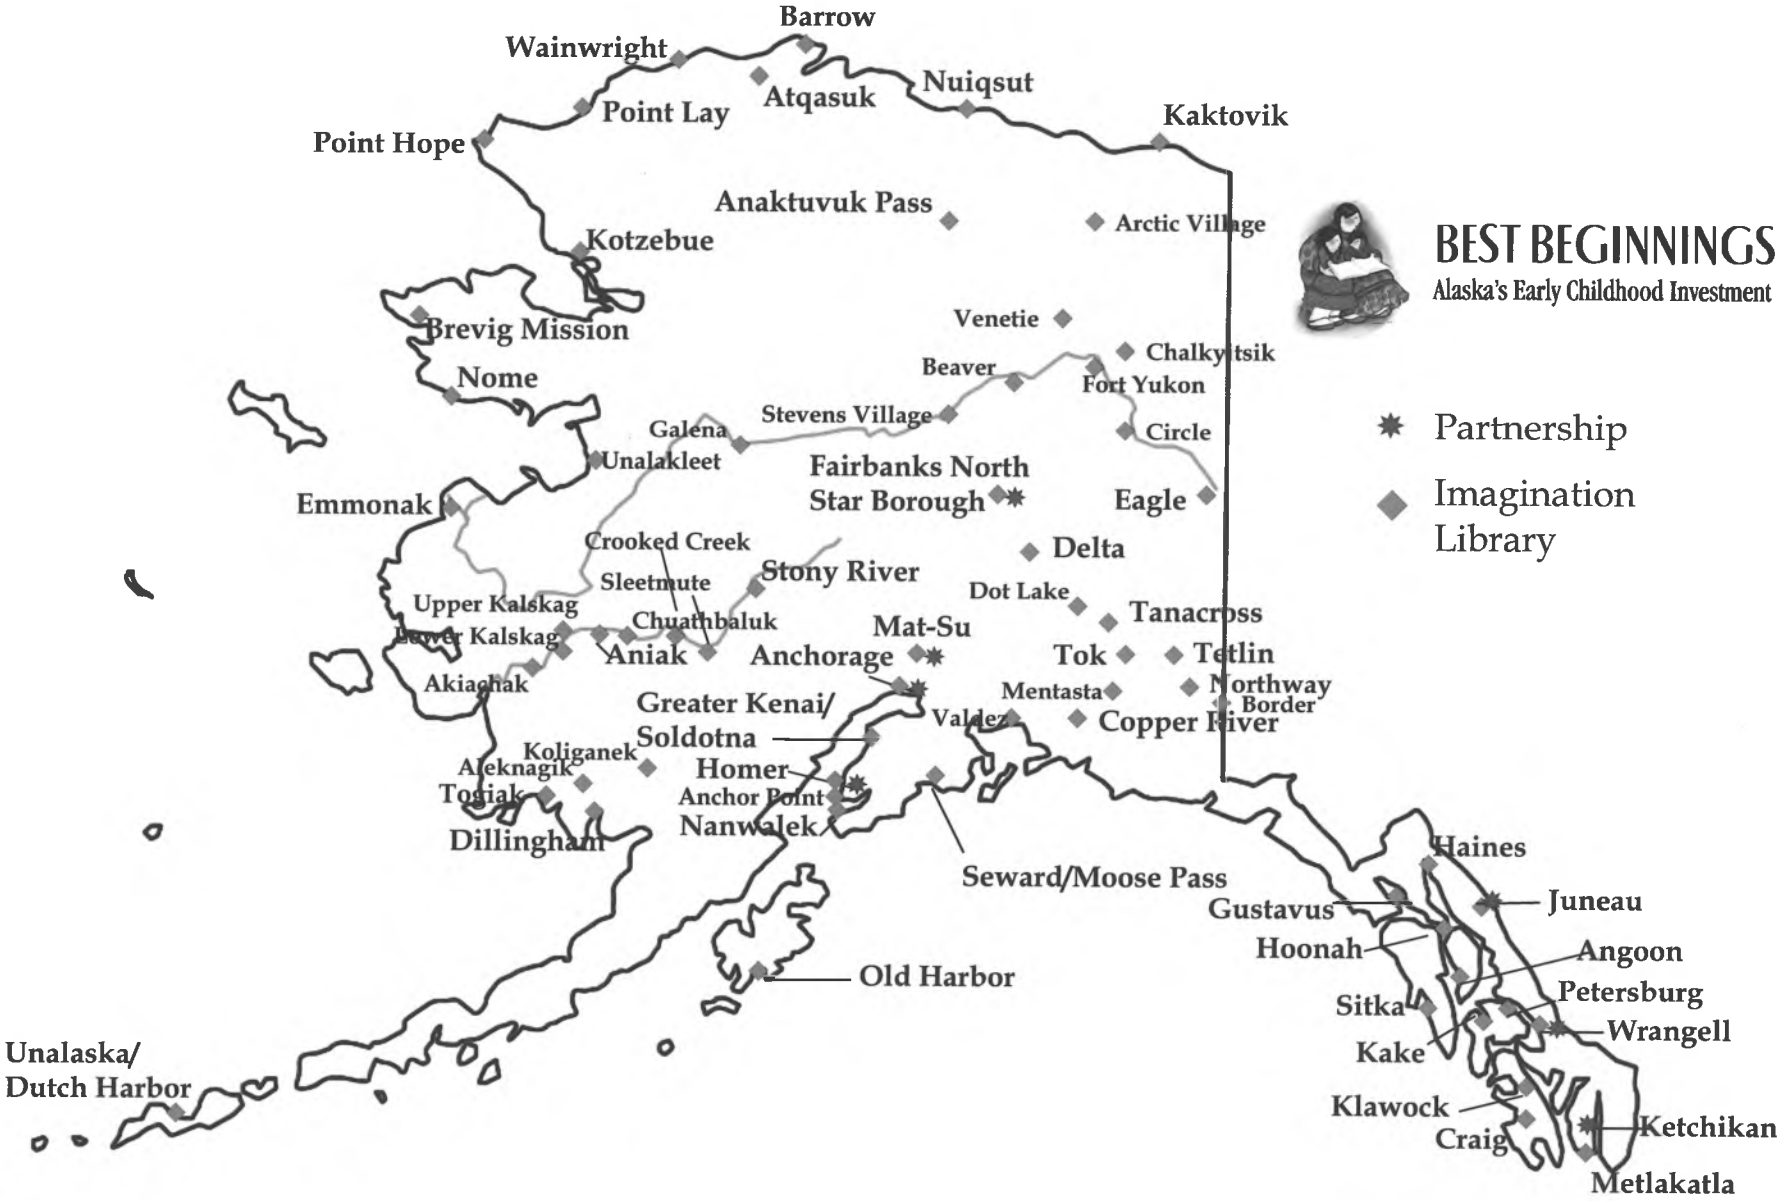 Barrow
Wainwright
Atqasuk
Nuiqsut
Point Lay
Kaktovik
Point Hope
Anaktuvuk Pass
Arctic Village
BEST BEGINNINGS
Alaska's Early Childhood Investment
Kotzebue
Brevig Mission
Venetie
Chalkyitsik
Beaver
Fort Yukon
Nome
Stevens Village
Galena
Circle
Partnership
Unalakleet
Fairbanks North
Star Borough
Eagle
Imagination
Library
Emmonak
Crooked Creek
Delta
Sleetmute
Stony River
Dot Lake
Upper Kalskag
Chuathbaluk
Tanacross
Lower Kalskag
Mat-Su
Aniak
Anchorage
Tok
Tetlin
Akiachak
Mentasta
Northway
Border
Greater Kenai/
Soldotna
Valdez
Copper River
Koliganek
Aleknagik
Homer
Togiak
Anchor Point
Nanwalek
Dillingham
Seward/Moose Pass
Haines
Gustavus
Juneau
Hoonah
Angoon
Old Harbor
Petersburg
Sitka
Wrangell
Kake
Unalaska/
Dutch Harbor
Klawock
Craig
Ketchikan
Metlakatla